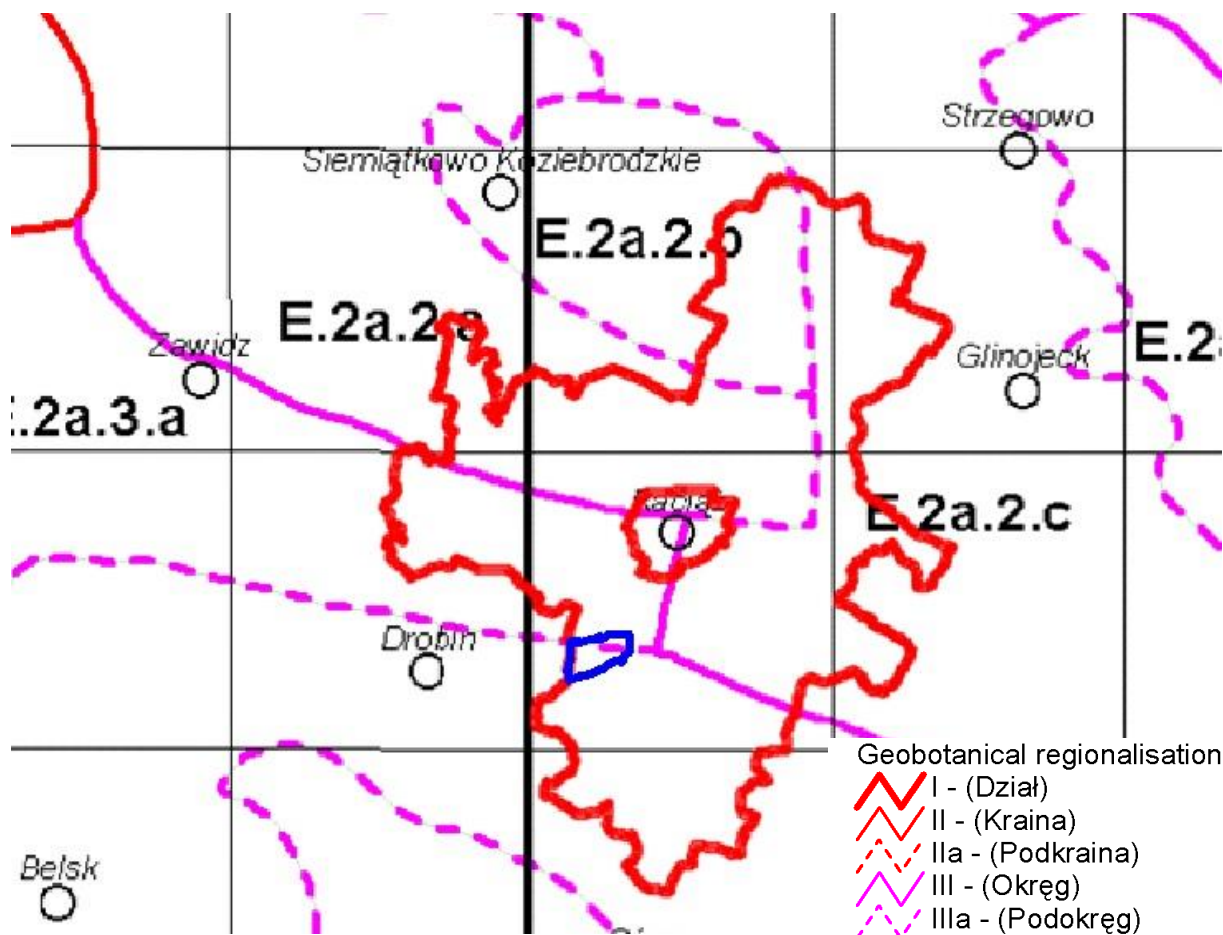 Strzegowo
Siemiątkowo Koziebrodzkie
E.2a.2.b
E.2a.2.a
Zawidz
Glinojeck
E.2a
E.2a.3.a
E.2a.2.c
Drobin
Geobotanical regionalisation
I - (Dział)
II - (Kraina)
IIa - (Podkraina)
III - (Okręg)
IIIa - (Podokręg)
Belsk